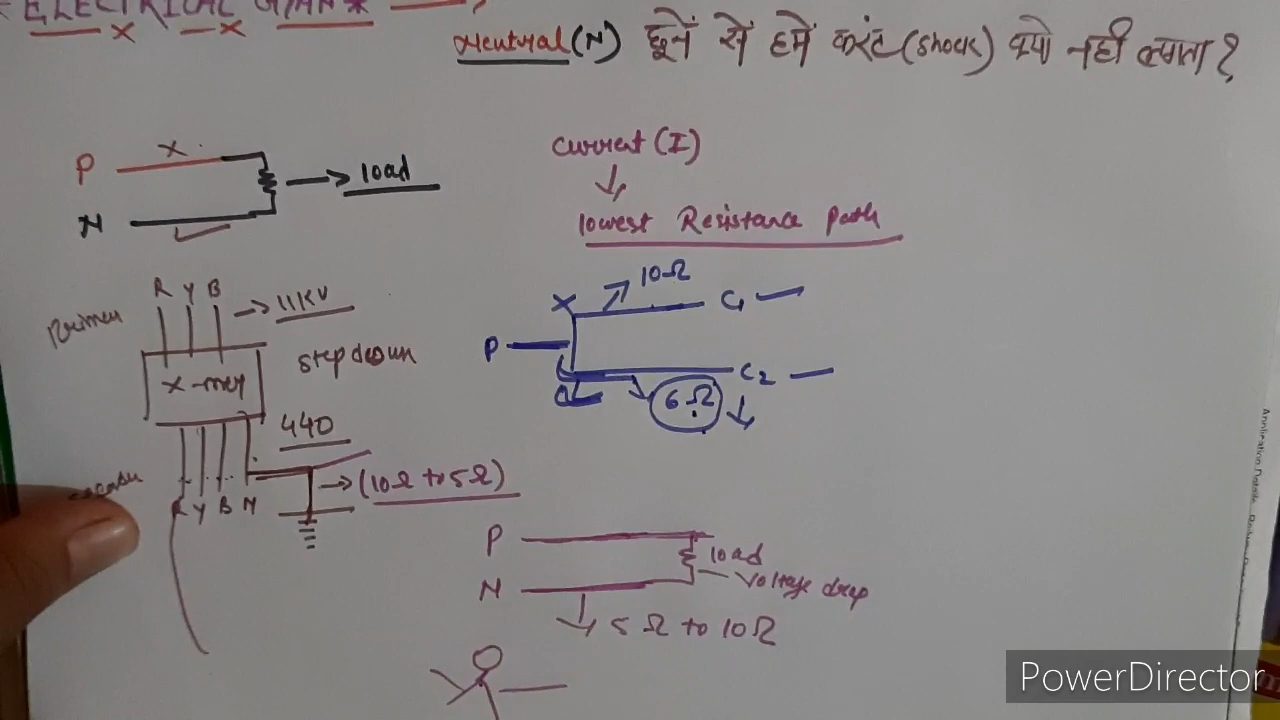 ELECTRICAL
Neutral (N) छूनें सें हमें करंट (Shock) क्यो नही लगता?
P
N
load
Current (I)
lowest Resistance Path
R Y B
11KV
X-mer
Step down
440
R Y B N
(10Ω to 5Ω)
P
10Ω
C1
C2
6Ω
P
N
load
Voltage drop
5Ω to 10Ω
PowerDirector